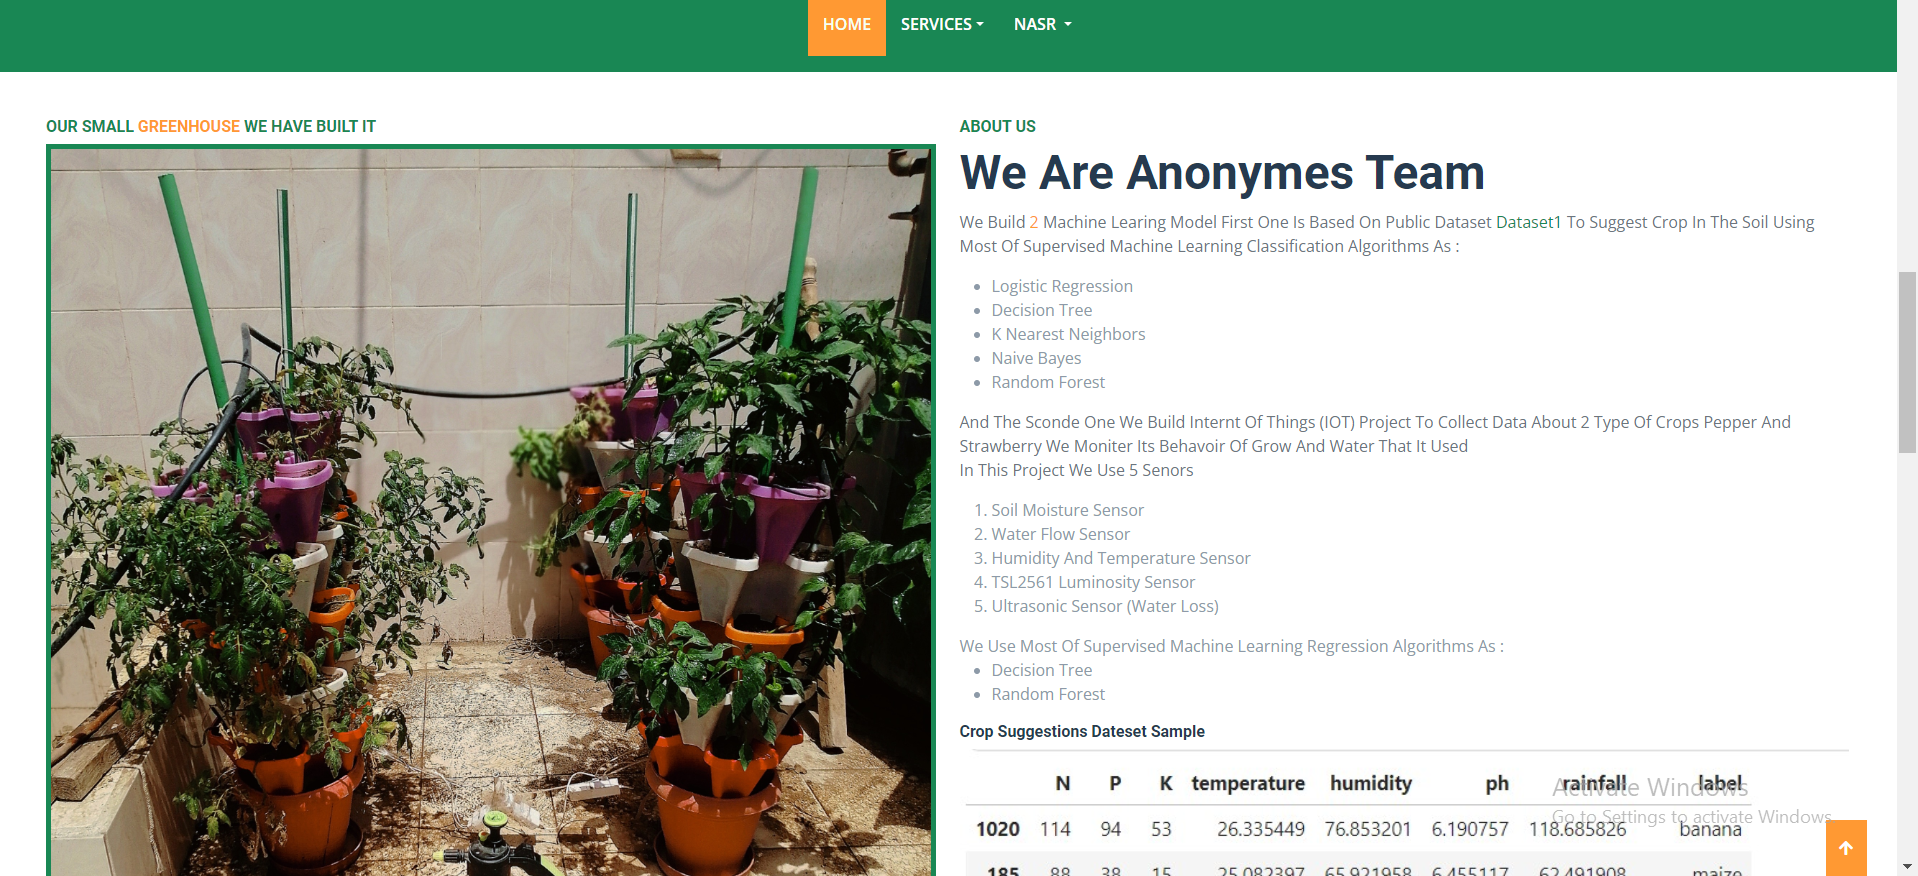 HOME SERVICES NASR
OUR SMALL GREENHOUSE WE HAVE BUILT IT
ABOUT US
We Are Anonymes Team
We Build 2 Machine Learing Model First One Is Based On Public Dataset Dataset1 To Suggest Crop In The Soil Using
Most Of Supervised Machine Learning Classification Algorithms As :
Logistic Regression
Decision Tree
K Nearest Neighbors
Naive Bayes
Random Forest
And The Sconde One We Build Internt Of Things (IOT) Project To Collect Data About 2 Type Of Crops Pepper And
Strawberry We Moniter Its Behavoir Of Grow And Water That It Used
In This Project We Use 5 Senors
1. Soil Moisture Sensor
2. Water Flow Sensor
3. Humidity And Temperature Sensor
4. TSL2561 Luminosity Sensor
5. Ultrasonic Sensor (Water Loss)
We Use Most Of Supervised Machine Learning Regression Algorithms As :
Decision Tree
Random Forest
Crop Suggestions Dateset Sample
N P K temperature humidity ph rainfall label
1020 114 94 53 26.335449 76.853201 6.190757 118.685826 banana
185 88 38 15 25.082397 65.921958 6.455117 62.491908 maize
Activate Windows
Go to Settings to activate Windows.